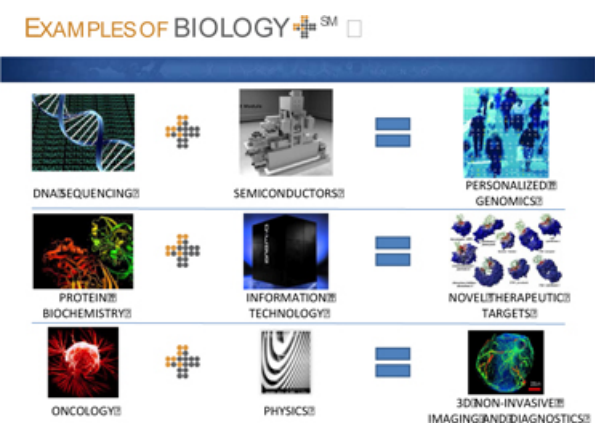 EXAMPLES OF BIOLOGY SM
DNA SEQUENCING
SEMICONDUCTORS
PERSONALIZED
GENOMICS
PROTEIN
BIOCHEMISTRY
INFORMATION
TECHNOLOGY
NOVEL THERAPEUTIC
TARGETS
ONCOLOGY
PHYSICS
3D NON-INVASIVE
IMAGING AND DIAGNOSTICS